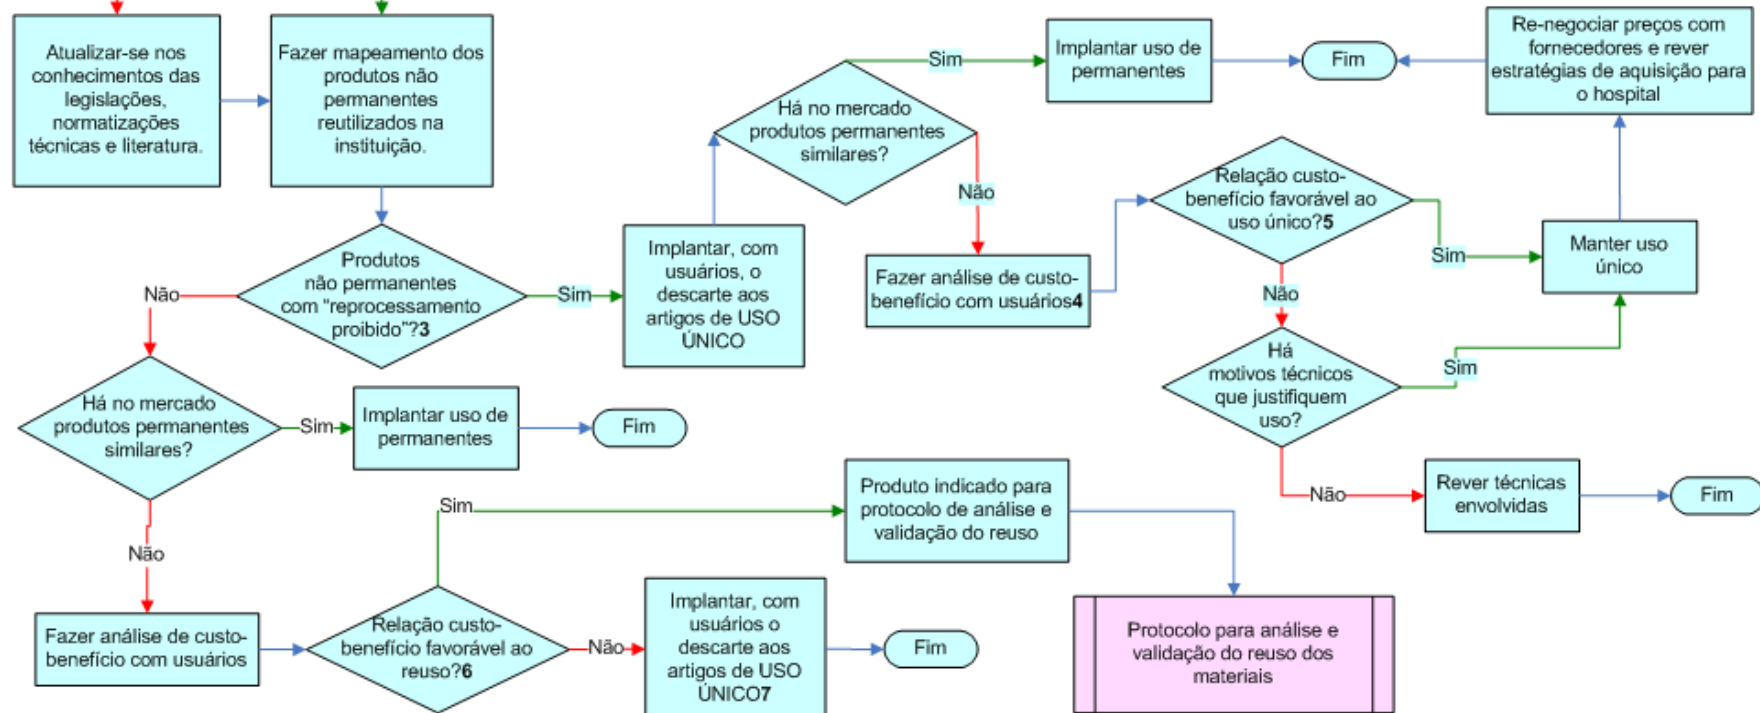 Atualizar-se nos
conhecimentos das
legislações,
normatizações
técnicas e literatura.
Fazer mapeamento dos
produtos não
permanentes
reutilizados na
instituição.
Há no mercado
produtos permanentes
similares?
Sim
Implantar uso de
permanentes
Fim
Re-negociar preços com
fornecedores e rever
estratégias de aquisição para
o hospital
Não
Relação custo-
benefício favorável ao
uso único?5
Sim
Manter uso
único
Produtos
não permanentes
com “reprocessamento
proibido”?3
Não
Sim
Implantar, com
usuários, o
descarte aos
artigos de USO
ÚNICO
Fazer análise de custo-
benefício com usuários4
Não
Há
motivos técnicos
que justifiquem
uso?
Sim
Há no mercado
produtos permanentes
similares?
Sim
Implantar uso de
permanentes
Fim
Não
Rever técnicas
envolvidas
Fim
Não
Sim
Produto indicado para
protocolo de análise e
validação do reuso
Fazer análise de custo-
benefício com usuários
Relação custo-
benefício favorável ao
reuso?6
Não
Implantar, com
usuários o
descarte aos
artigos de USO
ÚNICO7
Fim
Protocolo para análise e
validação do reuso dos
materiais